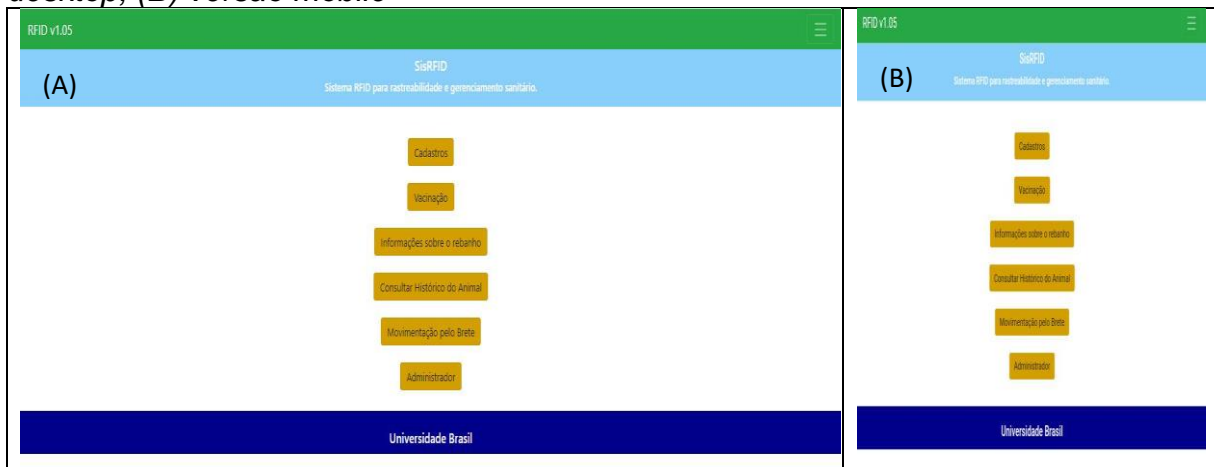 desktop; (B) versão mobile
RFID v1.05
(A)
SisRFID
Sistema RFID para rastreabilidade e gerenciamento sanitário.
Cadastros
Vacinação
Informações sobre o rebanho
Consultar Histórico do Animal
Movimentação pelo Brete
Administrador
Universidade Brasil
RFID v1.05
(B)
SisRFID
Sistema RFID para rastreabilidade e gerenciamento sanitário.
Cadastros
Vacinação
Informações sobre o rebanho
Consultar Histórico do Animal
Movimentação pelo Brete
Administrador
Universidade Brasil